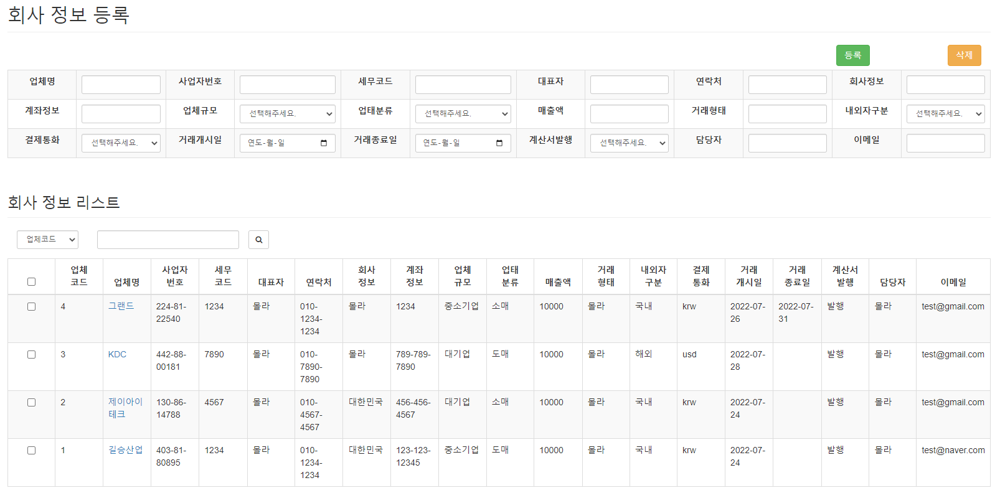 회사 정보 등록
등록 삭제
업체명 사업자번호 세무코드 대표자 연락처 회사정보
계좌정보 업체규모 선택해주세요. 업태분류 선택해주세요. 매출액 거래형태 내외자구분 선택해주세요.
결제통화 선택해주세요. 거래개시일 연도-월-일 거래종료일 연도-월-일 계산서발행 선택해주세요. 담당자 이메일
회사 정보 리스트
업체코드
업체 사업자 세무 회사 계좌 업체 업태 거래 내외자 결제 거래 거래 계산서
코드 업체명 번호 코드 대표자 연락처 정보 정보 규모 분류 매출액 형태 구분 통화 개시일 종료일 발행 담당자 이메일
4 그랜드 224-81- 1234 몰라 010- 몰라 1234 중소기업 소매 10000 몰라 국내 krw 2022-07- 2022-07- 발행 몰라 test@gmail.com
22540 1234- 26 31
1234
3 KDC 442-88- 7890 몰라 010- 몰라 789-789- 대기업 도매 10000 몰라 해외 usd 2022-07- 발행 몰라 test@gmail.com
00181 7890- 7890 28
7890
2 제이아이 130-86- 4567 몰라 010- 대한민국 456-456- 대기업 소매 10000 몰라 국내 krw 2022-07- 발행 몰라 test@gmail.com
테크 14788 4567- 4567 24
4567
1 길승산업 403-81- 1234 몰라 010- 대한민국 123-123- 중소기업 도매 10000 몰라 국내 krw 2022-07- 발행 몰라 test@naver.com
80895 1234- 12345 24
1234